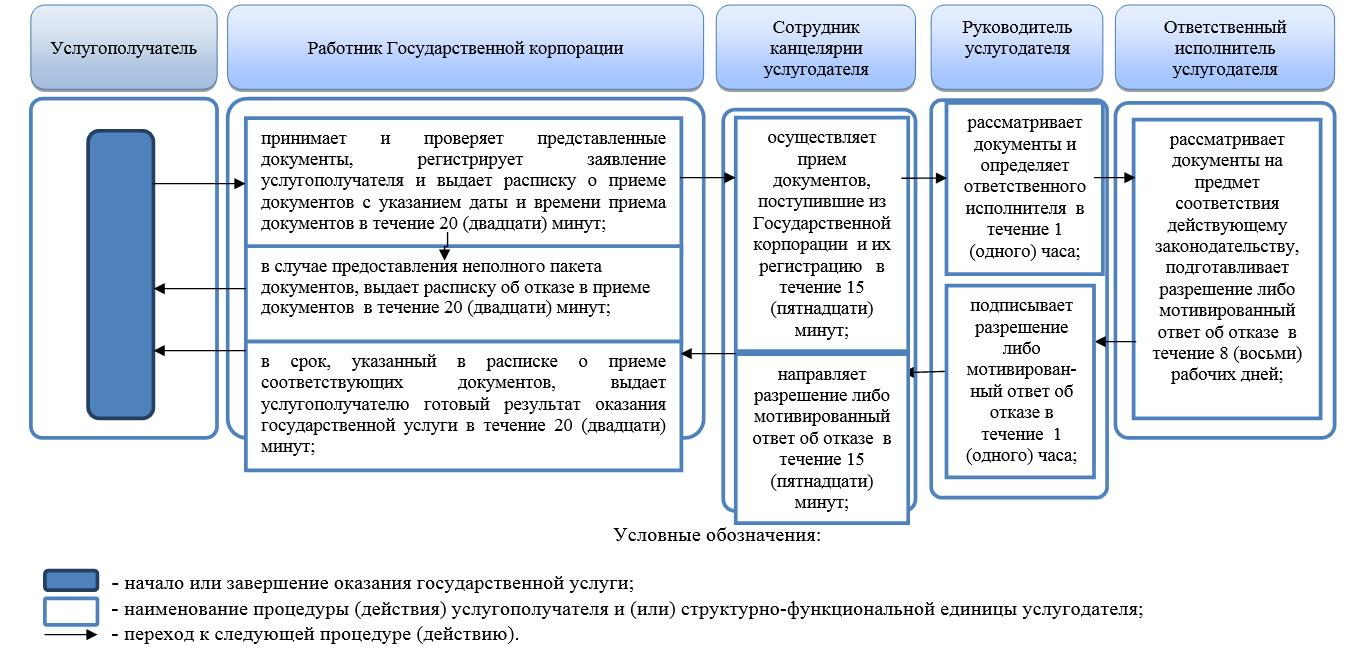 Услугополучатель
Работник Государственной корпорации
Сотрудник
канцелярии
услугодателя
Руководитель
услугодателя
Ответственный
исполнитель
услугодателя
принимает и проверяет представленные
документы, регистрирует заявление
услугополучателя и выдает расписку о приеме
документов с указанием даты и времени приема
документов в течение 20 (двадцати) минут;
в случае предоставления неполного пакета
документов, выдает расписку об отказе в приеме
документов в течение 20 (двадцати) минут;
в срок, указанный в расписке о приеме
соответствующих документов, выдает
услугополучателю готовый результат оказания
государственной услуги в течение 20 (двадцати)
минут;
осуществляет
прием
документов,
поступившие из
Государственной
корпорации и их
регистрацию в
течение 15
(пятнадцати)
минут;
направляет
разрешение либо
мотивированный
ответ об отказе в
течение 15
(пятнадцати)
минут;
рассматривает
документы и
определяет
ответственного
исполнителя в
течение 1
(одного) часа;
подписывает
разрешение
либо
мотивирован-
ный ответ об
отказе в
течение 1
(одного) часа;
рассматривает
документы на
предмет
соответствия
действующему
законодательству,
подготавливает
разрешение либо
мотивированный
ответ об отказе в
течение 8 (восьми)
рабочих дней;
Условные обозначения:
- начало или завершение оказания государственной услуги;
- наименование процедуры (действия) услугополучателя и (или) структурно-функциональной единицы услугодателя;
- переход к следующей процедуре (действию).